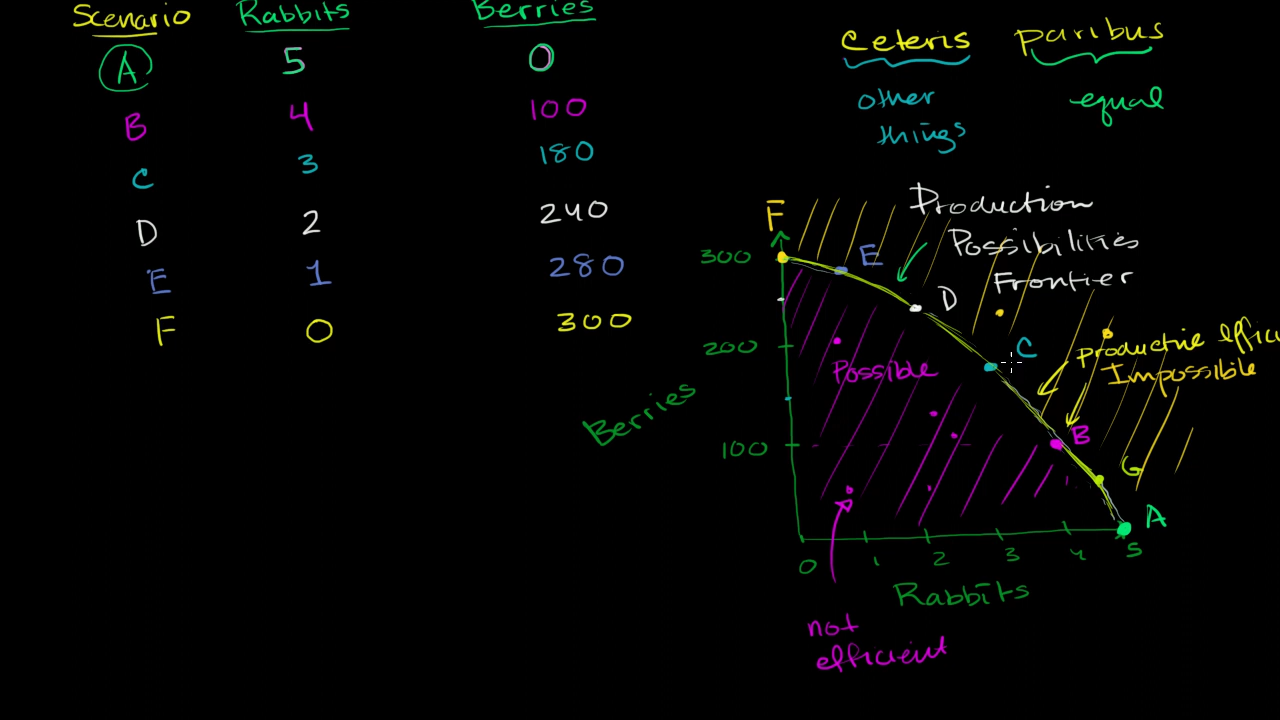 Scenario Rabbits Berries
A 5 0
B 4 100
C 3 180
D 2 240
E 1 280
F 0 300
Ceteris paribus
other equal
things
Production
Possibilities
Frontier
F
300
E
D
200
C
Possible
Productive effici
Impossible
Berries
100
B
G
A
0 1 2 3 4 5
Rabbits
not
efficient